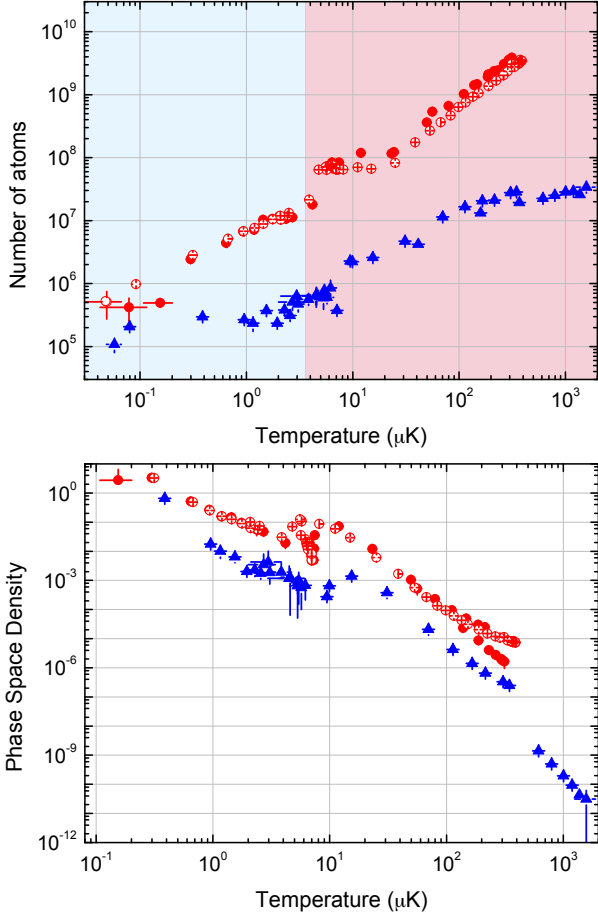 10^10
10^9
10^8
10^7
10^6
10^5
Number of atoms
10^-1 10^0 10^1 10^2 10^3
Temperature (μK)
10^0
10^-3
10^-6
10^-9
10^-12
Phase Space Density
10^-1 10^0 10^1 10^2 10^3
Temperature (μK)